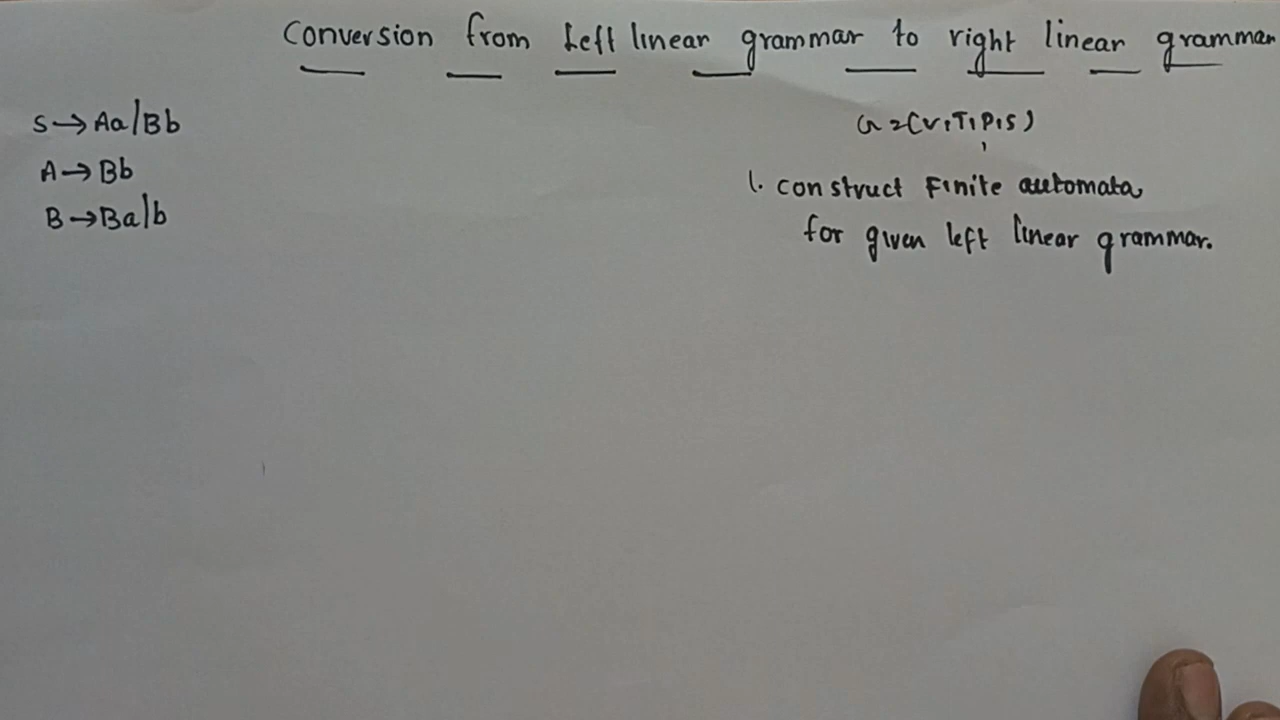 Conversion from Left linear grammar to right linear grammar
S→Aa/Bb
A→Bb
B→Ba/b
G=(V,T,P,S)
1. construct Finite automata
for given left linear grammar.